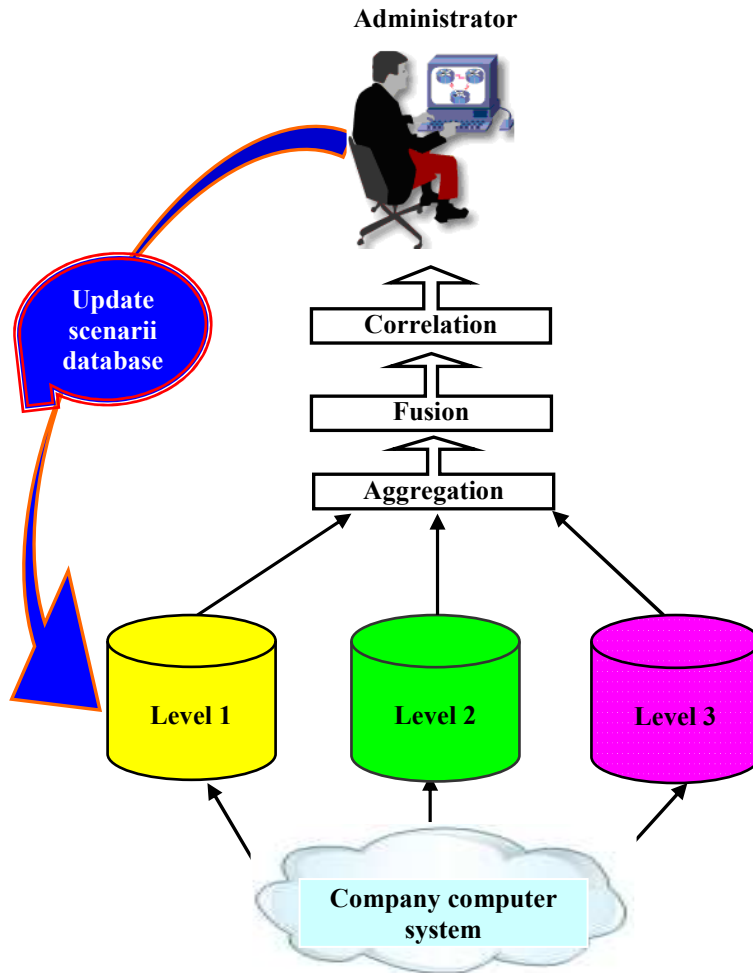 Administrator
Update
scenarii
database
Correlation
Fusion
Aggregation
Level 1
Level 2
Level 3
Company computer
system